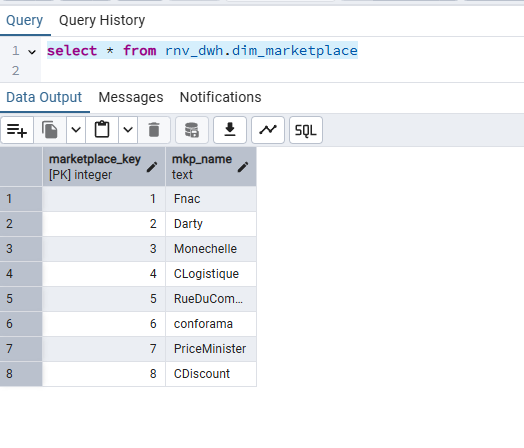 Query Query History
1 select * from rnv_dwh.dim_marketplace
2
Data Output Messages Notifications
SQL
marketplace_key mkp_name
[PK] integer text
1 1 Fnac
2 2 Darty
3 3 Monechelle
4 4 CLogistique
5 5 RueDuCom...
6 6 conforama
7 7 PriceMinister
8 8 CDiscount